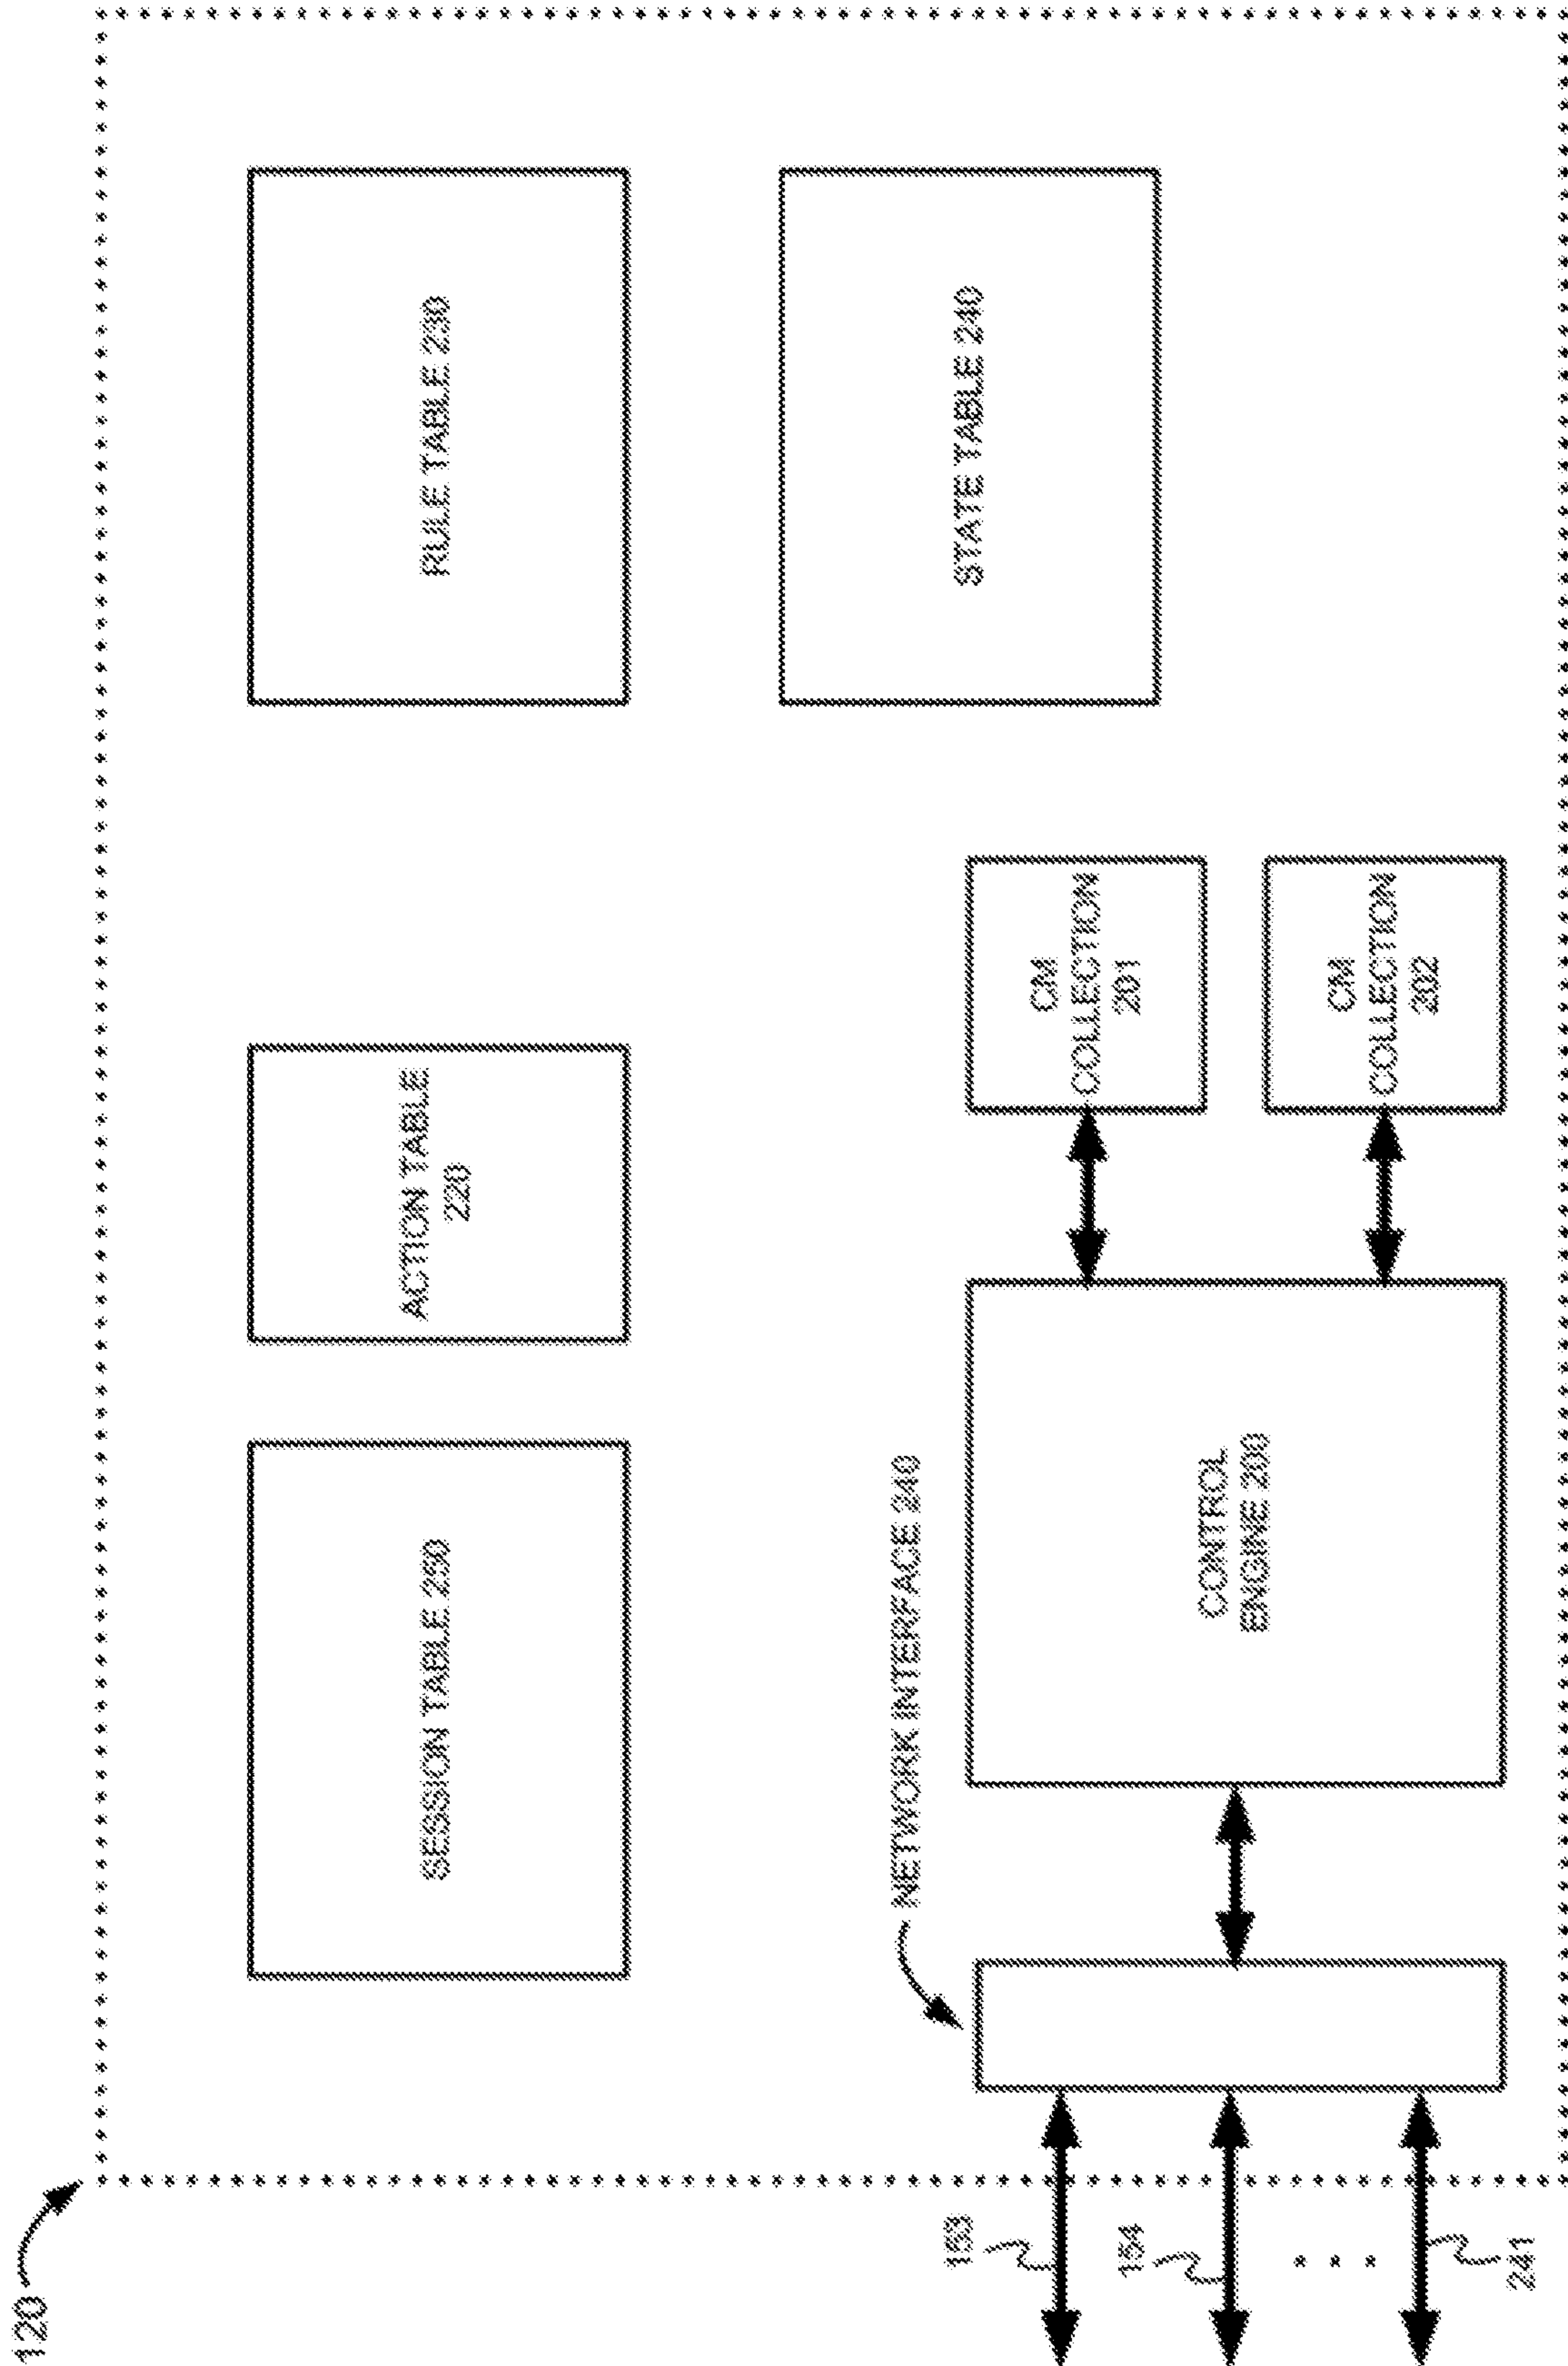 120
SESSION TABLE 250
ACTION TABLE
220
RULE TABLE 230
STATE TABLE 240
NETWORK INTERFACE 240
CONTROL
ENGINE 200
CM
COLLECTION
201
CM
COLLECTION
202
153
154
. . .
241